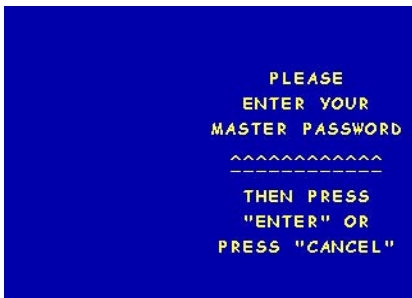 PLEASE
ENTER YOUR
MASTER PASSWORD
^^^^^^^^^^^^
THEN PRESS
"ENTER" OR
PRESS "CANCEL"